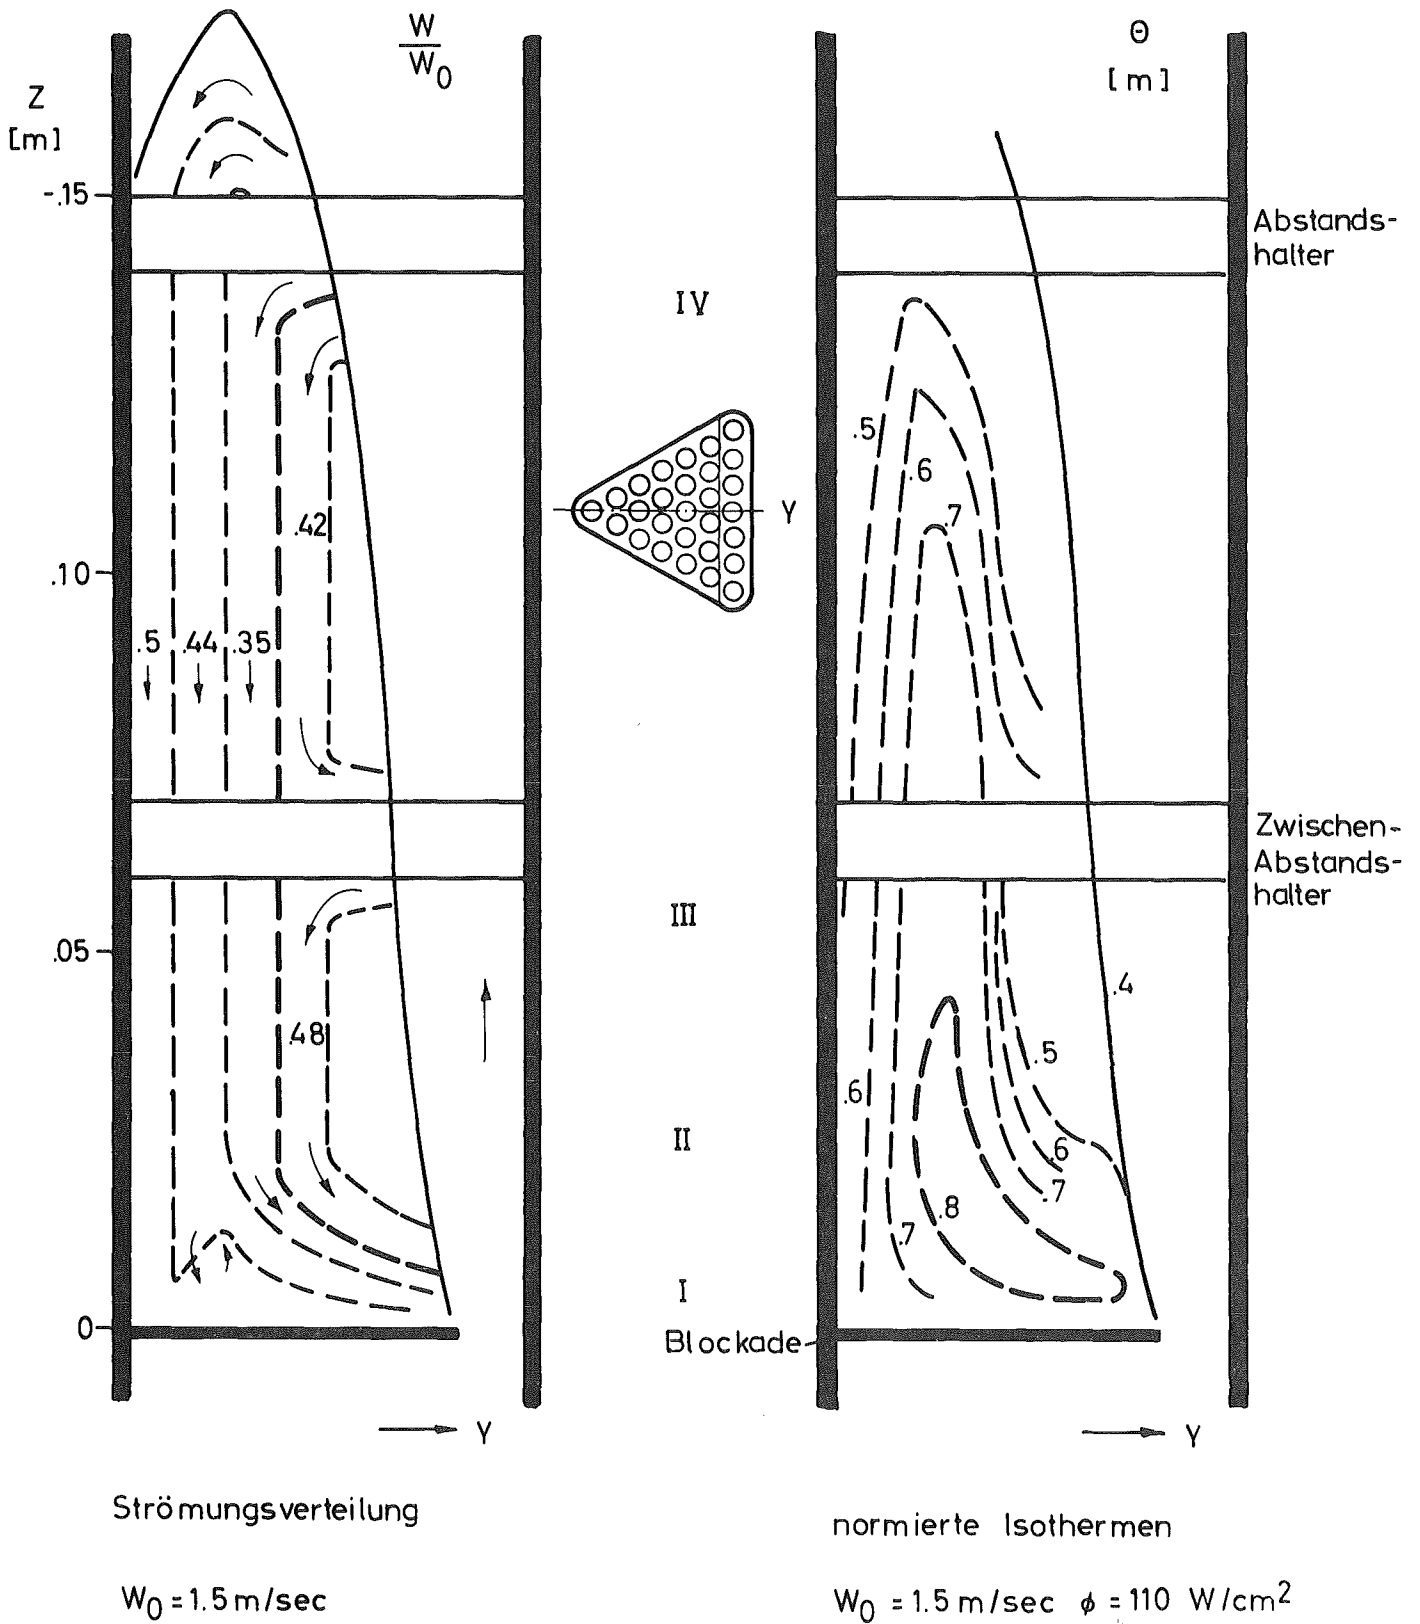 W
W0
Z
[m]
-.15
.10
.05
0
.5
.44
.35
.42
.48
Y
Strömungsverteilung
W0 = 1.5 m/sec
IV
Y
III
II
I
Blockade
Θ
[m]
Abstands-
halter
Zwischen-
Abstands-
halter
.5
.6
.7
.4
.5
.6
.7
.6
.7
.8
Y
normierte Isothermen
W0 = 1.5 m/sec ϕ = 110 W/cm²